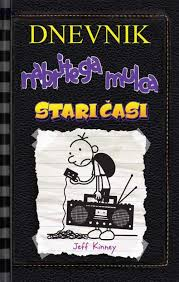 DNEVNIK
nabritega mulca
STARI ČASI
Jeff Kinney